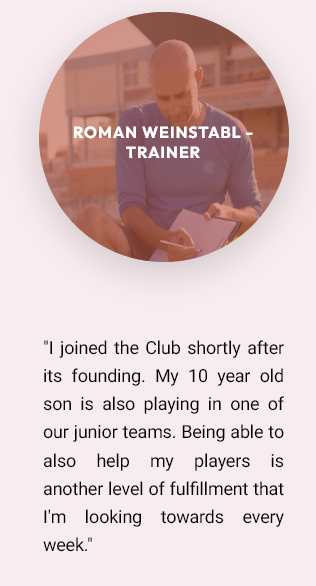 ROMAN WEINSTABL –
TRAINER
"I joined the Club shortly after
its founding. My 10 year old
son is also playing in one of
our junior teams. Being able to
also help my players is
another level of fulfillment that
I'm looking towards every
week."